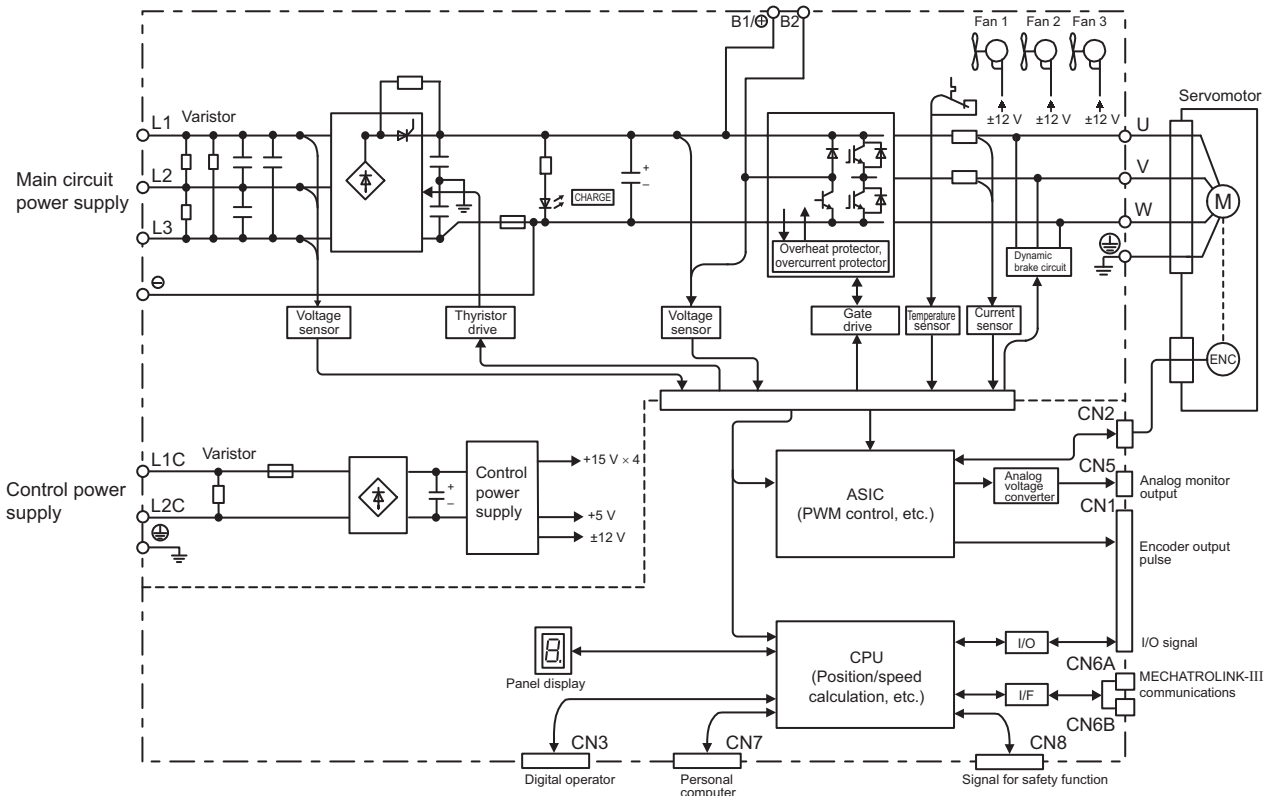 B1/⊕ B2
Fan 1 Fan 2 Fan 3
±12 V ±12 V ±12 V
Servomotor
Varistor
L1
L2
L3
⊖
Main circuit
power supply
+
–
CHARGE
+
–
Overheat protector,
overcurrent protector
U
V
W
M
Dynamic
brake circuit
Voltage
sensor
Thyristor
drive
Voltage
sensor
Gate
drive
Temperature
sensor
Current
sensor
ENC
CN2
L1C
Varistor
L2C
Control power
supply
+
–
Control
power
supply
+15 V × 4
+5 V
±12 V
ASIC
(PWM control, etc.)
Analog
voltage
converter
CN5
Analog monitor
output
CN1
Encoder output
pulse
CPU
(Position/speed
calculation, etc.)
I/O
I/O signal
I/F
CN6A
MECHATROLINK-III
communications
CN6B
8.
Panel display
CN3
Digital operator
CN7
Personal
computer
CN8
Signal for safety function